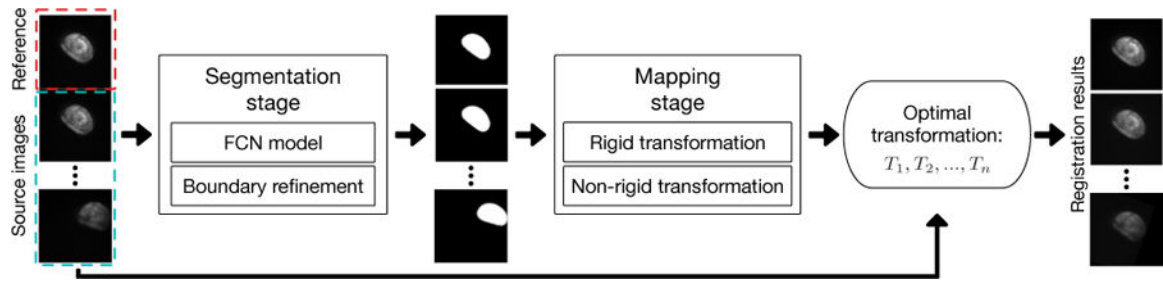 Reference
Source images
Segmentation
stage
FCN model
Boundary refinement
Mapping
stage
Rigid transformation
Non-rigid transformation
Optimal
transformation:
T₁, T₂, ..., Tₙ
Registration results